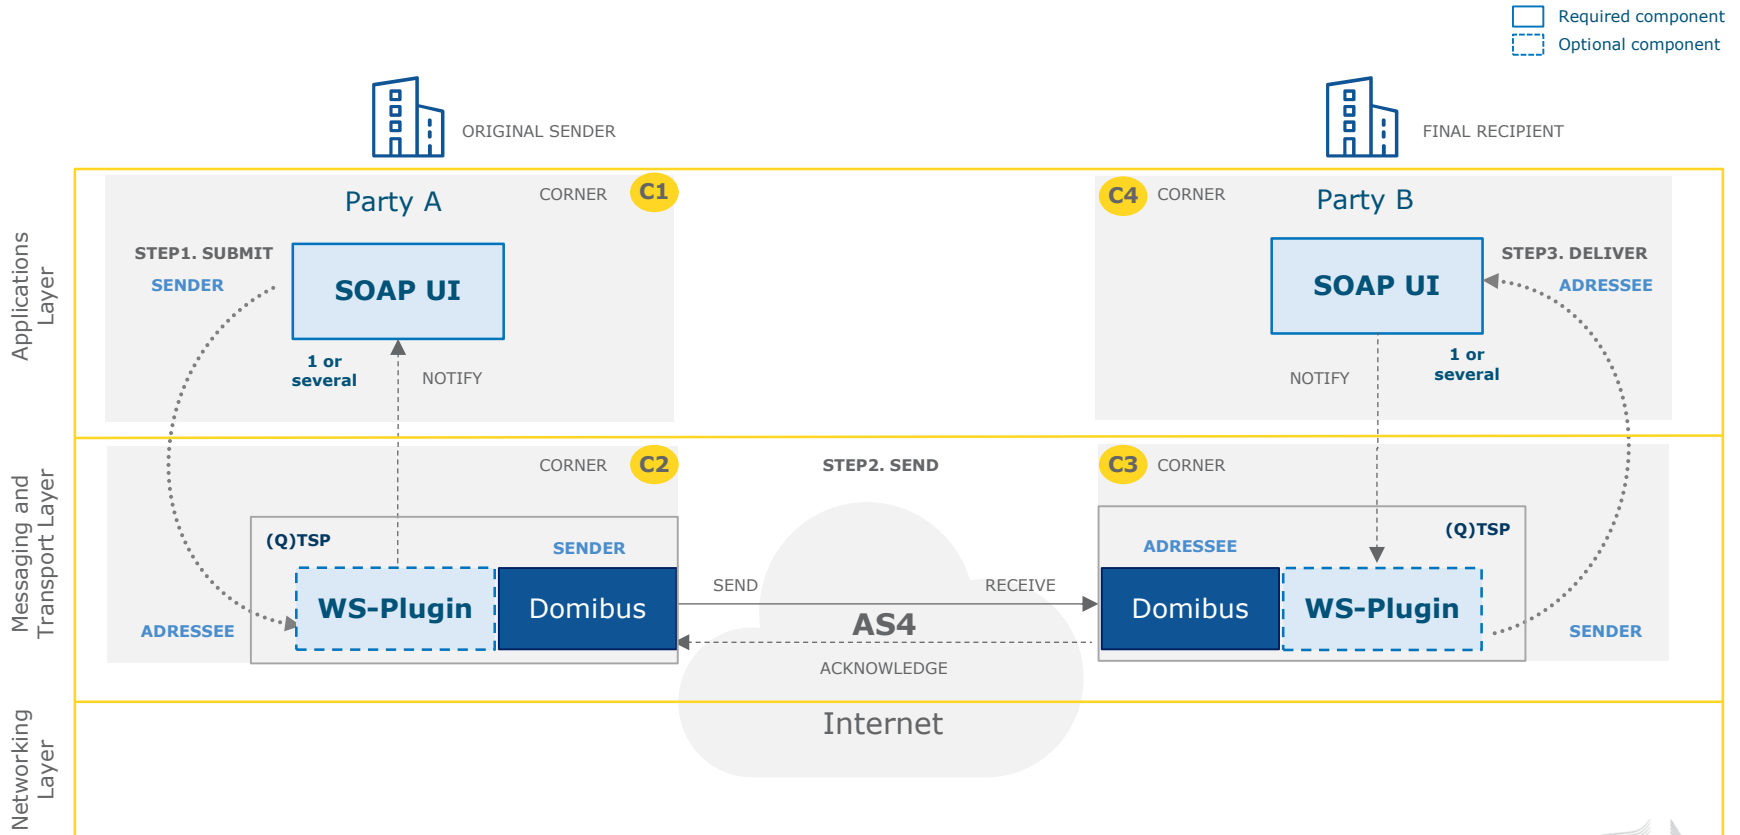 Required component
Optional component
ORIGINAL SENDER
FINAL RECIPIENT
Applications
Layer
Party A
CORNER
C1
STEP1. SUBMIT
SENDER
SOAP UI
1 or
several
NOTIFY
C4
CORNER
Party B
SOAP UI
STEP3. DELIVER
ADRESSEE
NOTIFY
1 or
several
Messaging and
Transport Layer
CORNER
C2
STEP2. SEND
C3
CORNER
(Q)TSP
SENDER
WS-Plugin
Domibus
ADRESSEE
SEND
RECEIVE
AS4
ACKNOWLEDGE
ADRESSEE
(Q)TSP
Domibus
WS-Plugin
SENDER
Networking
Layer
Internet